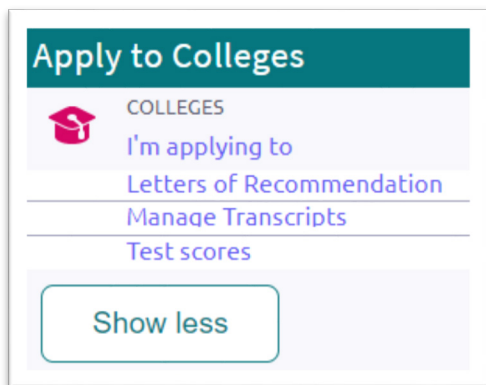 Apply to Colleges
COLLEGES
I'm applying to
Letters of Recommendation
Manage Transcripts
Test scores
Show less